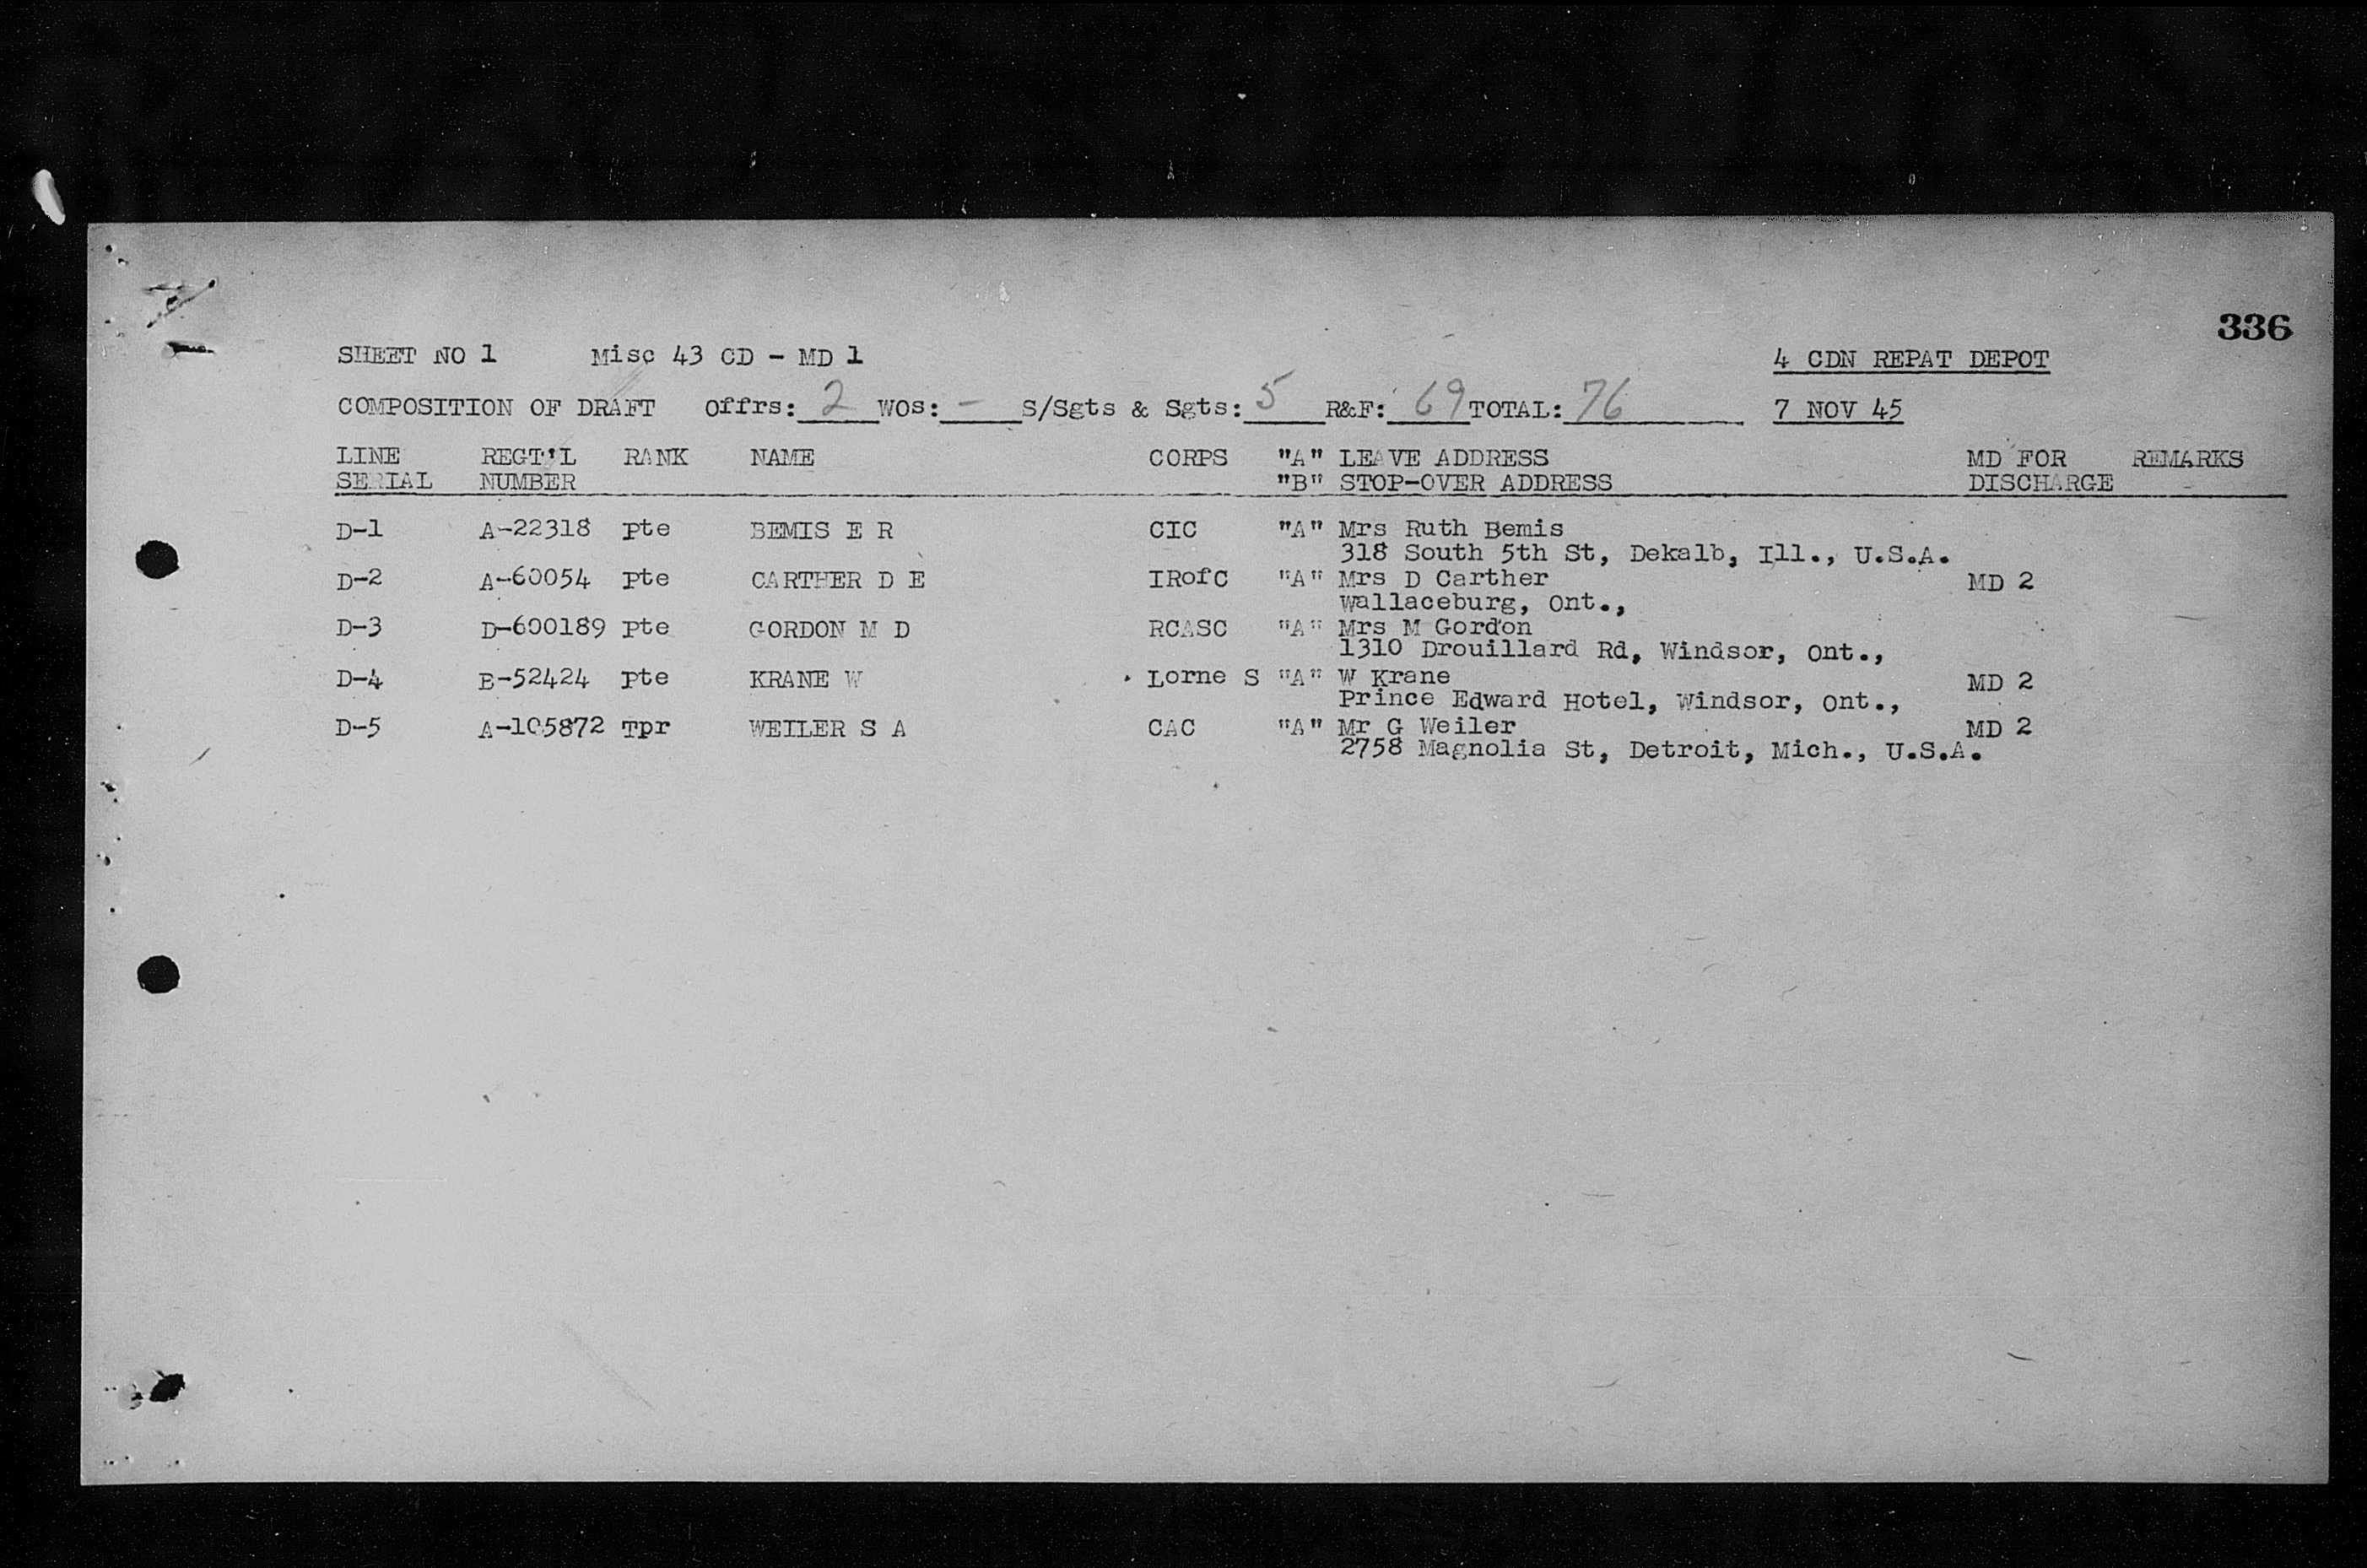 336
SHEET NO 1 Misc 43 CD - MD 1 4 CDN REPAT DEPOT
COMPOSITION OF DRAFT Offrs: 2 WOs: - S/Sgts & Sgts: 5 R&F: 69 TOTAL: 76 7 NOV 45
LINE REGT'L RANK NAME CORPS "A" LEAVE ADDRESS MD FOR REMARKS
SERIAL NUMBER "B" STOP-OVER ADDRESS DISCHARGE
D-1 A-22318 Pte BEMIS E R CIC "A" Mrs Ruth Bemis
318 South 5th St, Dekalb, Ill., U.S.A.
D-2 A-60054 Pte CARTHER D E IRofC "A" Mrs D Carther MD 2
Wallaceburg, Ont.,
D-3 D-600189 Pte GORDON M D RCASC "A" Mrs M Gordon
1310 Drouillard Rd, Windsor, Ont.,
D-4 B-52424 Pte KRANE W Lorne S "A" W Krane MD 2
Prince Edward Hotel, Windsor, Ont.,
D-5 A-105872 Tpr WEILER S A CAC "A" Mr G Weiler MD 2
2758 Magnolia St, Detroit, Mich., U.S.A.